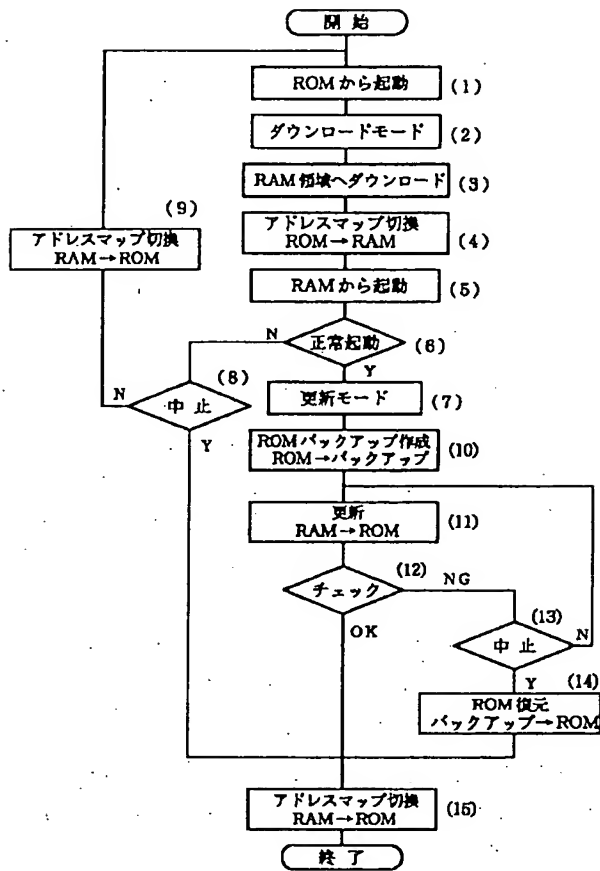 開始
ROMから起動 (1)
ダウンロードモード (2)
RAM領域へダウンロード (3)
(9)
アドレスマップ切換
RAM→ROM
アドレスマップ切換
ROM→RAM
(4)
RAMから起動 (5)
N
正常起動 (6)
Y
(8)
N
中止
Y
更新モード (7)
ROMバックアップ作成
ROM→バックアップ
(10)
更新
RAM→ROM
(11)
チェック (12)
NG
OK
(13)
中止
N
Y
(14)
ROM復元
バックアップ→ROM
アドレスマップ切換
RAM→ROM
(15)
終了